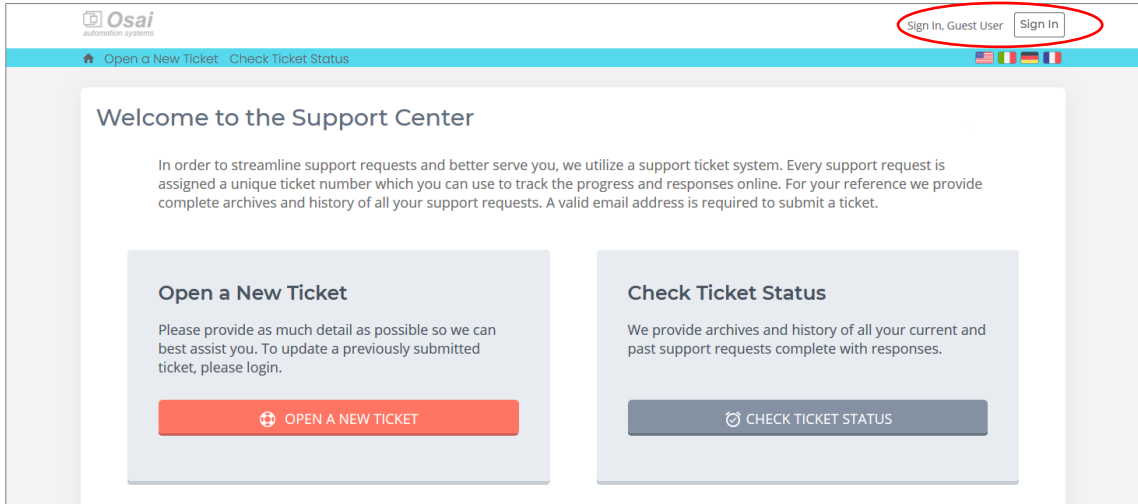 Osai
automation systems
Sign In, Guest User Sign In
Open a New Ticket Check Ticket Status
Welcome to the Support Center
In order to streamline support requests and better serve you, we utilize a support ticket system. Every support request is
assigned a unique ticket number which you can use to track the progress and responses online. For your reference we provide
complete archives and history of all your support requests. A valid email address is required to submit a ticket.
Open a New Ticket
Please provide as much detail as possible so we can
best assist you. To update a previously submitted
ticket, please login.
OPEN A NEW TICKET
Check Ticket Status
We provide archives and history of all your current and
past support requests complete with responses.
CHECK TICKET STATUS